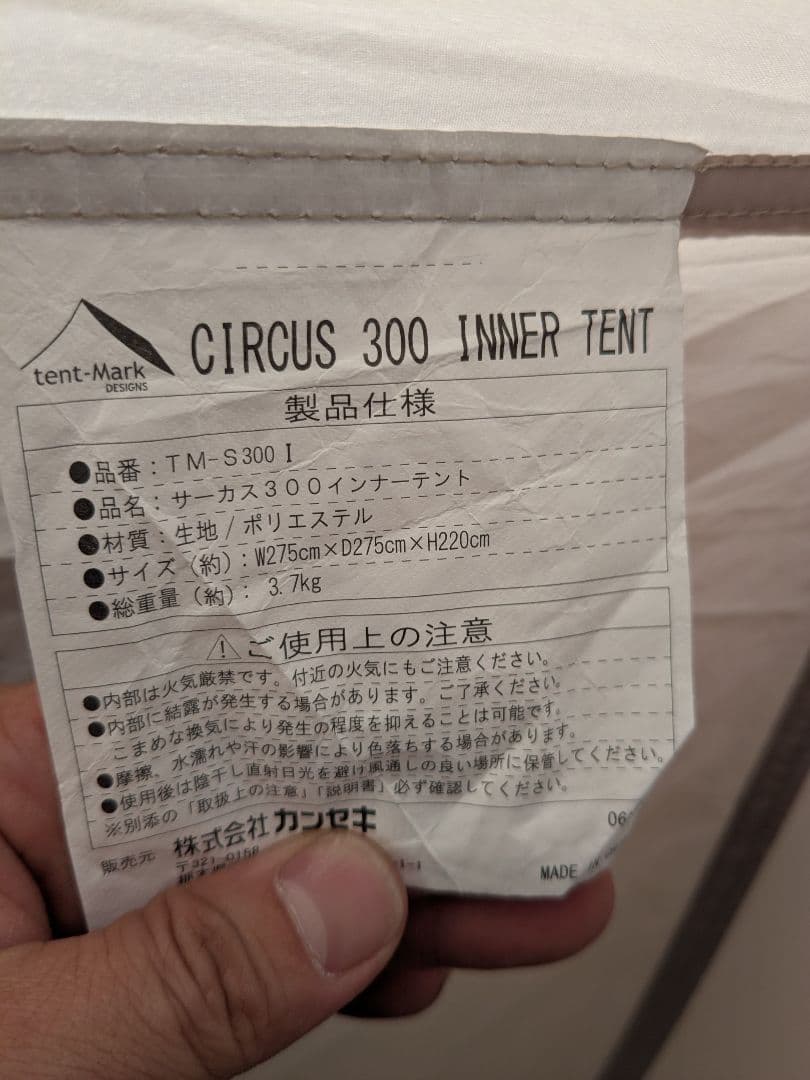 tent-Mark
DESIGNS
CIRCUS 300 INNER TENT
製品仕様
●品番：TM-S300 I
●品名：サーカス300インナーテント
●材質：生地/ポリエステル
●サイズ（約）：W275cm×D275cm×H220cm
●総重量（約）：3.7kg
⚠ご使用上の注意
●内部は火気厳禁です。付近の火気にもご注意ください。
●内部に結露が発生する場合があります。ご了承ください。
こまめな換気により発生の程度を抑えることは可能です。
●摩擦、水濡れや汗の影響により色落ちする場合があります。
●使用後は陰干し直射日光を避け風通しの良い場所に保管してください。
※別添の「取扱上の注意」「説明書」必ず確認してください。
販売元 株式会社カンセキ
〒321-0158
MADE